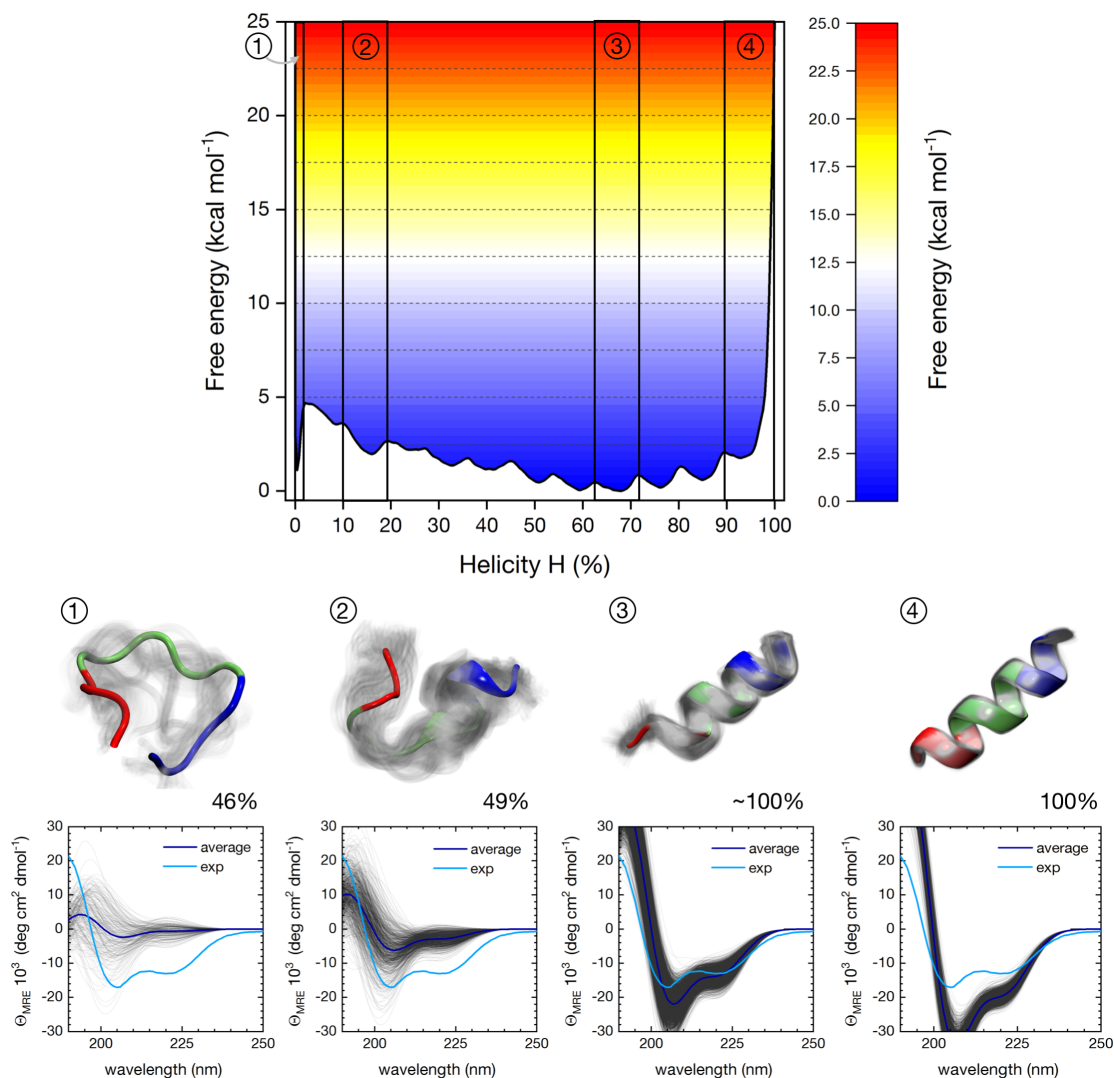 25
20
15
10
5
0
Free energy (kcal mol⁻¹)
① ② ③ ④
0 10 20 30 40 50 60 70 80 90 100
Helicity H (%)
25.0
22.5
20.0
17.5
15.0
12.5
10.0
7.5
5.0
2.5
0.0
Free energy (kcal mol⁻¹)
① ② ③ ④
46% 49% ~100% 100%
30
20
10
0
-10
-20
-30
Θ_MRE 10³ (deg cm² dmol⁻¹)
average
exp
200 225 250
wavelength (nm)
30
20
10
0
-10
-20
-30
Θ_MRE 10³ (deg cm² dmol⁻¹)
average
exp
200 225 250
wavelength (nm)
30
20
10
0
-10
-20
-30
Θ_MRE 10³ (deg cm² dmol⁻¹)
average
exp
200 225 250
wavelength (nm)
30
20
10
0
-10
-20
-30
Θ_MRE 10³ (deg cm² dmol⁻¹)
average
exp
200 225 250
wavelength (nm)